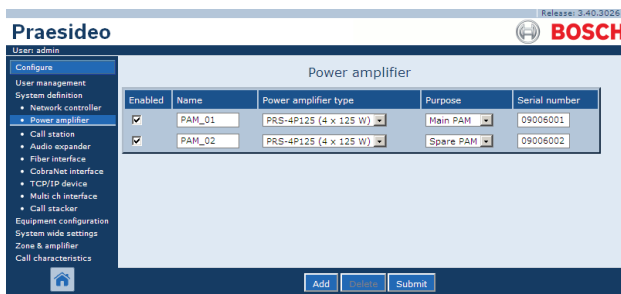 Release: 3.40.3026
Praesideo
BOSCH
User: admin
Configure
User management
System definition
• Network controller
• Power amplifier
• Call station
• Audio expander
• Fiber interface
• CobraNet interface
• TCP/IP device
• Multi ch interface
• Call stacker
Equipment configuration
System wide settings
Zone & amplifier
Call characteristics
Power amplifier
Enabled Name Power amplifier type Purpose Serial number
PAM_01 PRS-4P125 (4 x 125 W) Main PAM 09006001
PAM_02 PRS-4P125 (4 x 125 W) Spare PAM 09006002
Add Delete Submit